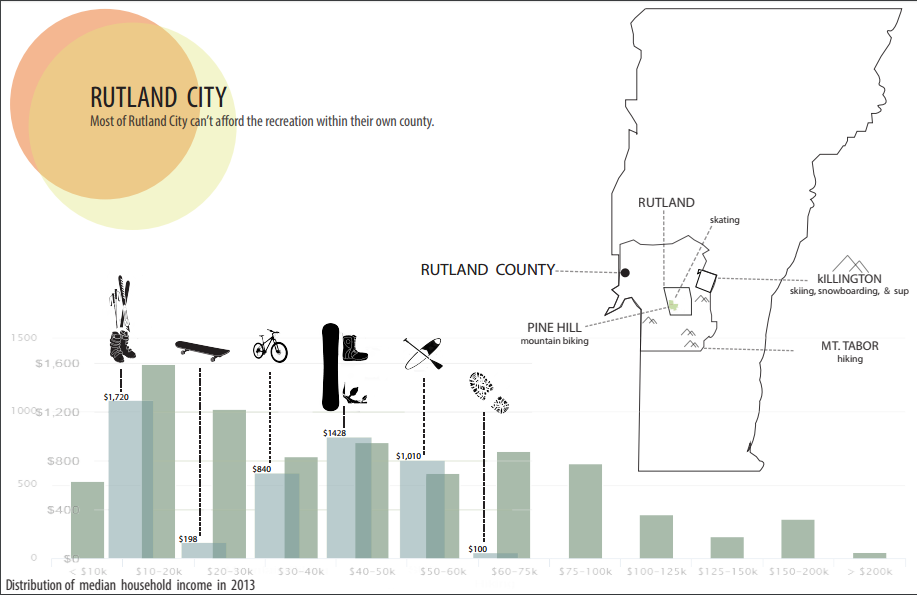 RUTLAND CITY
Most of Rutland City can't afford the recreation within their own county.
RUTLAND
skating
RUTLAND COUNTY
kILLINGTON
skiing, snowboarding, & sup
PINE HILL
mountain biking
MT. TABOR
hiking
1500
$1,600
$1,720
1000
$1,200
$1428
$800
$840
$1,010
500
$400
$198
$100
0
$0
< $10k
$10–20k
$20–30k
$30–40k
$40–50k
$50–60k
$60–75k
$75–100k
$100–125k
$125–150k
$150–200k
> $200k
Distribution of median household income in 2013